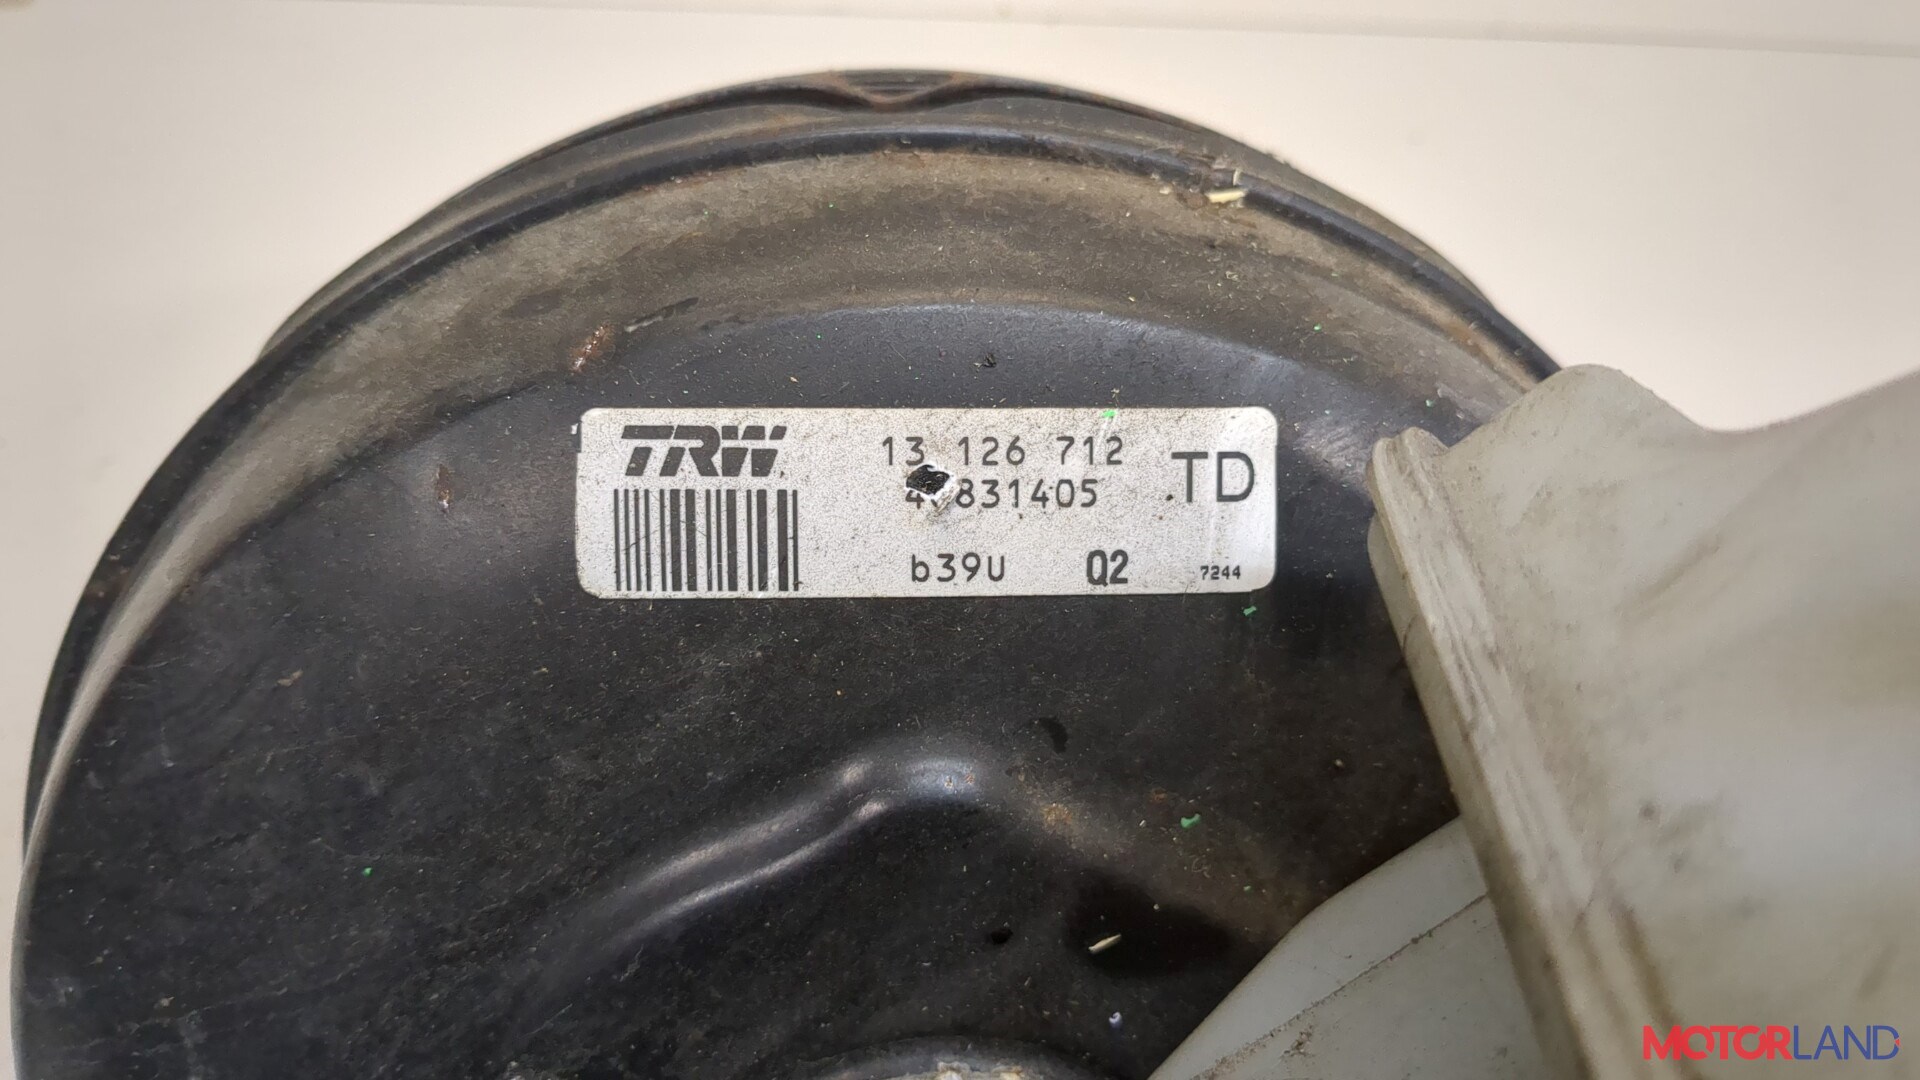 TRW
13 126 712
831405
TD
b39U Q2 7244
MOTORLAND